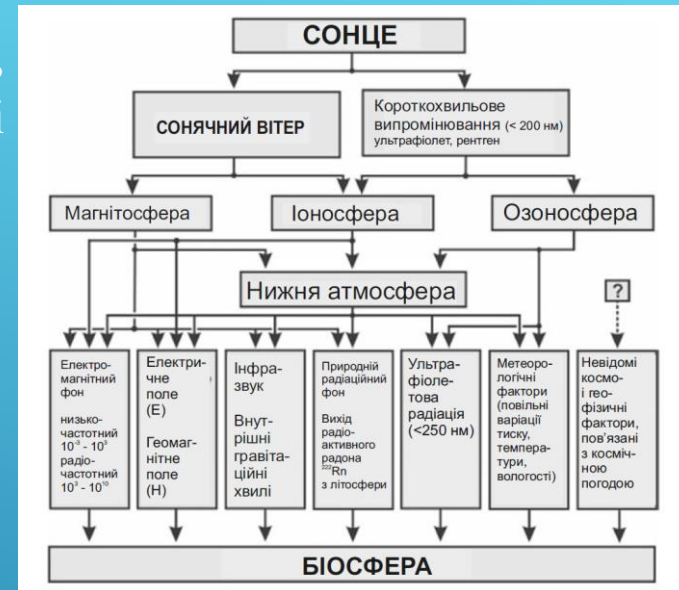 і
СОНЦЕ
СОНЯЧНИЙ ВІТЕР
Короткохвильове
випромінювання (< 200 нм)
ультрафіолет, рентген
Магнітосфера
Іоносфера
Озоносфера
Нижня атмосфера
?
Електро-
магнітний
фон
низько-
частотний
10⁻³ - 10³
радіо-
частотний
10³ - 10¹⁰
Електри-
чне
поле
(Е)
Геомаг-
нітне
поле
(Н)
Інфра-
звук
Внут-
рішні
гравіта-
ційні
хвилі
Природній
радіаційний
фон
Вихід
радіо-
активного
радона
²²²Rn
з літосфери
Ультра-
фіоле-
това
радіація
(<250 нм)
Метеоро-
логічні
фактори
(повільні
варіації
тиску,
темпера-
тури,
вологості)
Невідомі
космо-
і гео-
фізичні
фактори,
пов'язані
з косміч-
ною
погодою
БІОСФЕРА